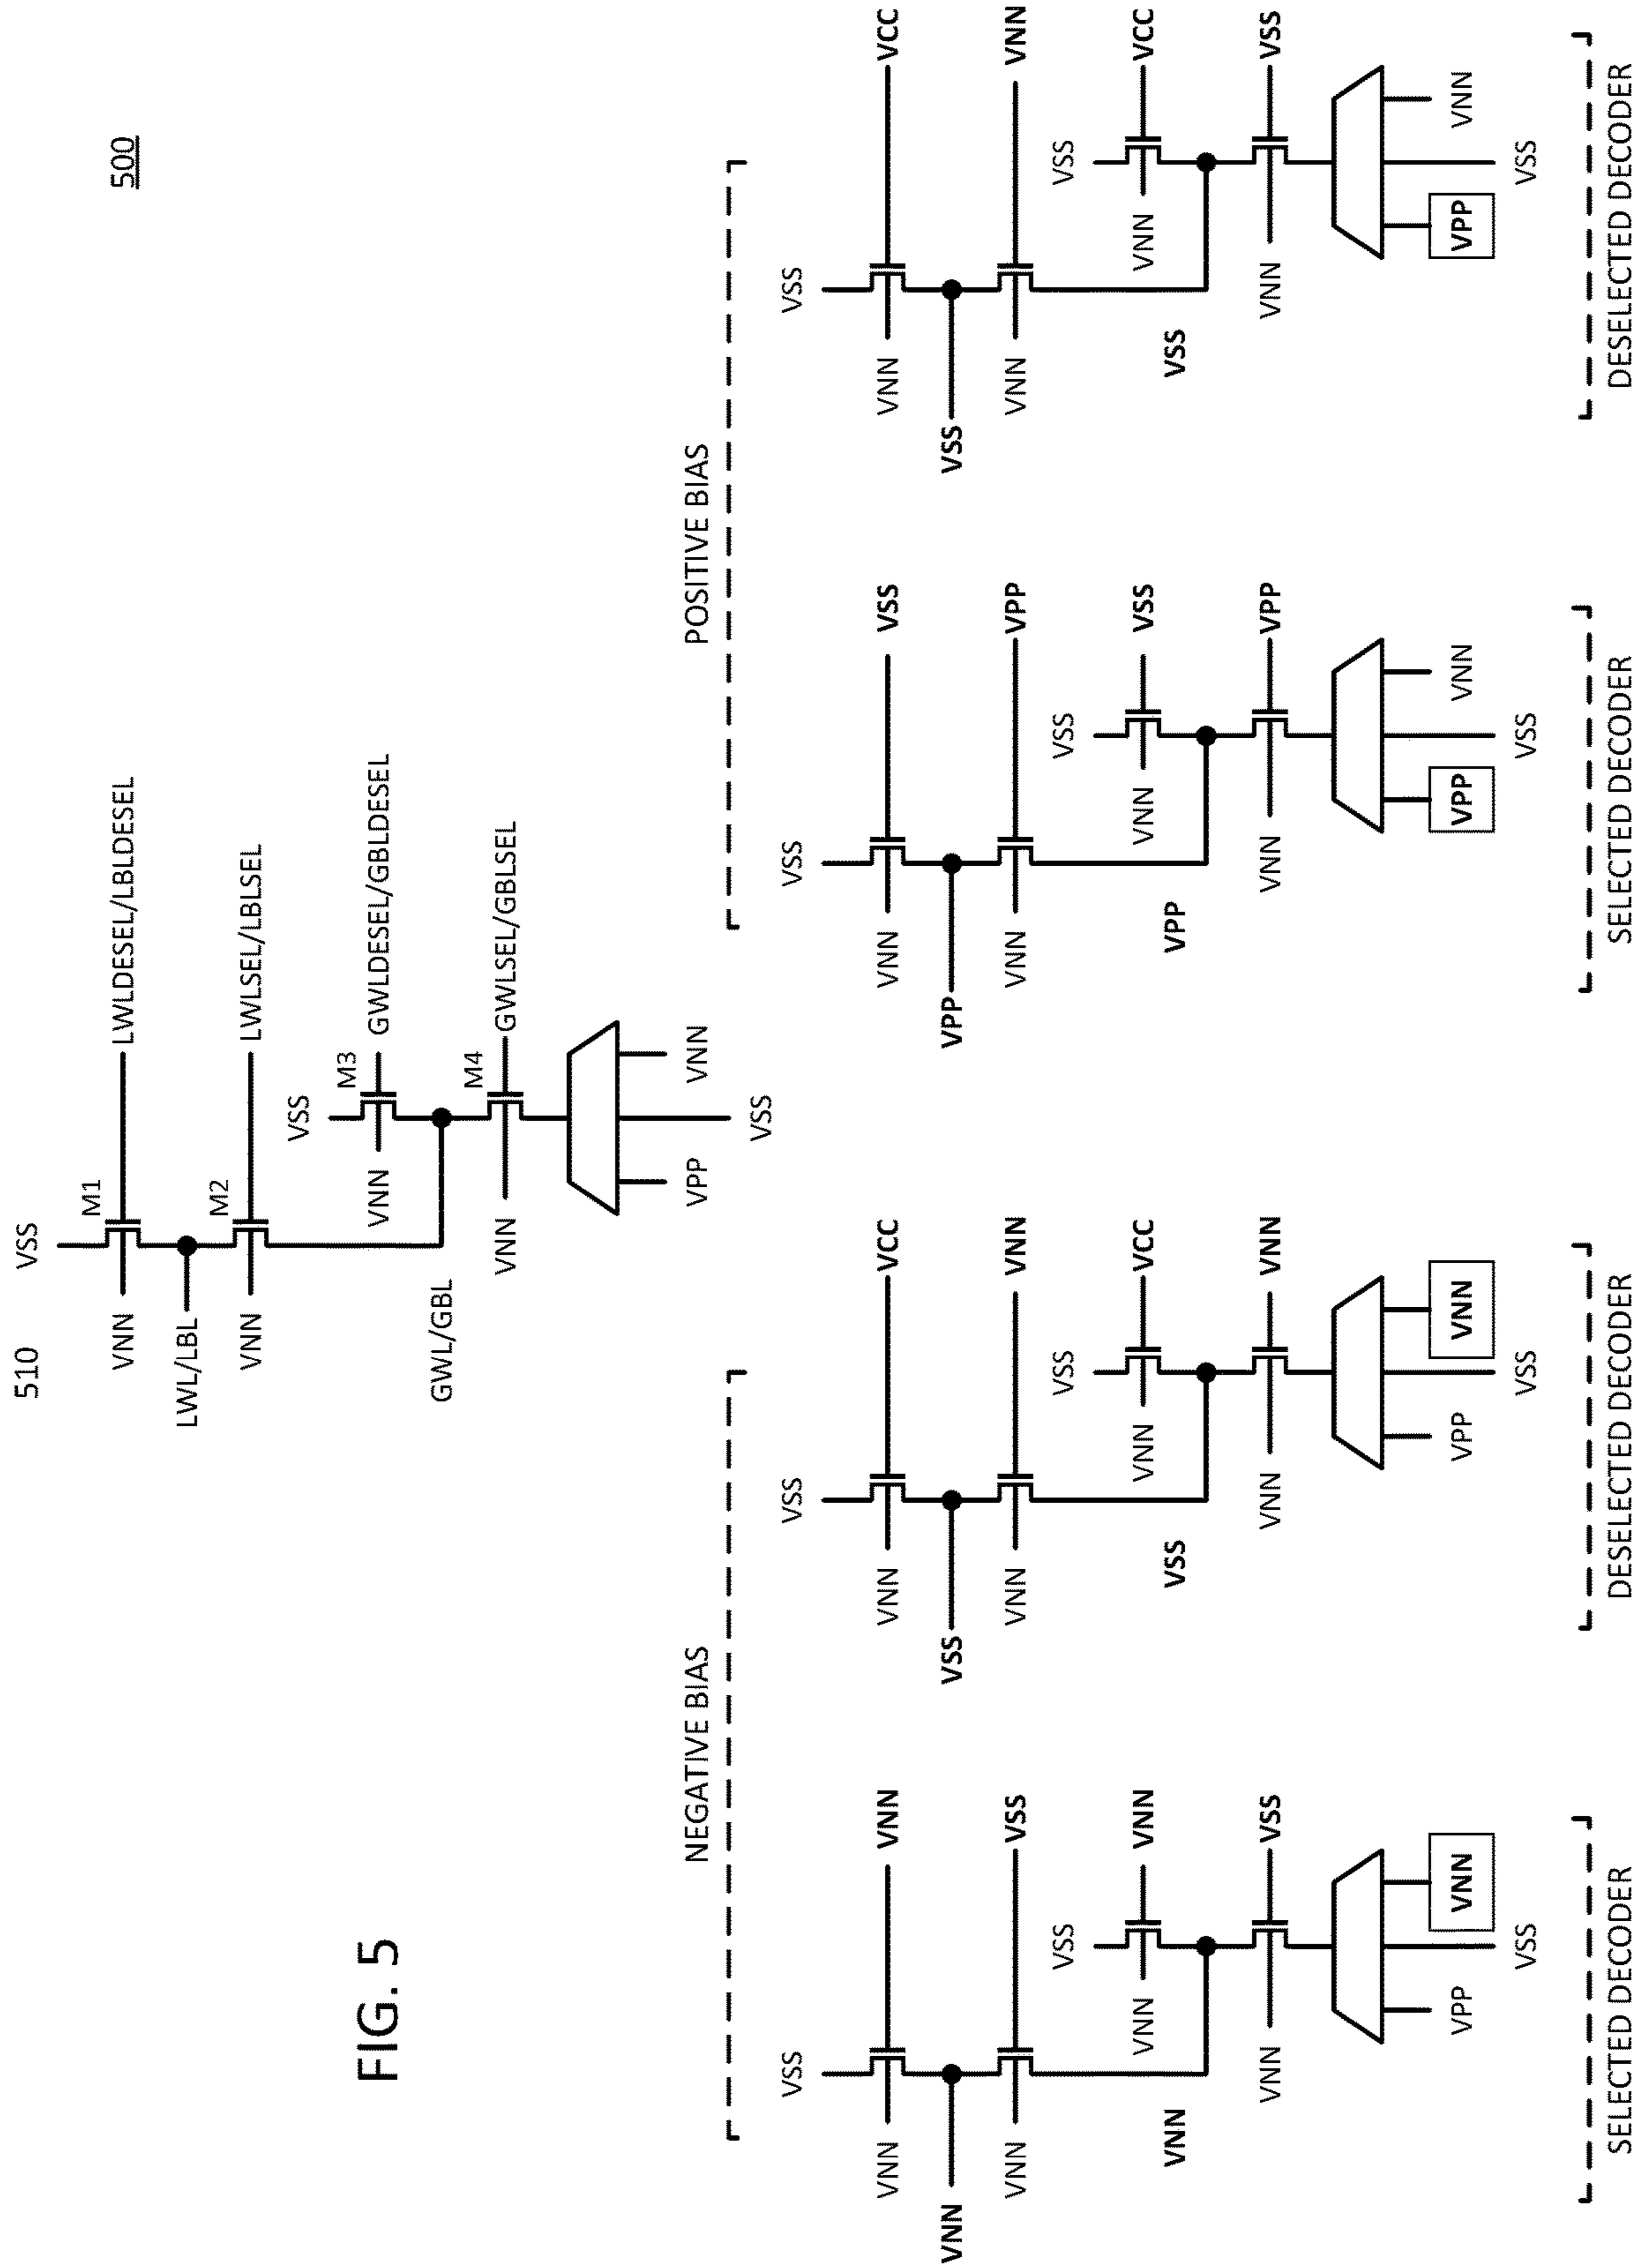 510 VSS
M1
VNN LWLDESEL/LBLDESEL 500
LWL/LBL
M2
VNN LWLSEL/LBLSEL
VSS M3
FIG. 5 VNN GWLDESEL/GBLDESEL
GWL/GBL
M4
VNN GWLSEL/GBLSEL
VPP VNN
VSS
NEGATIVE BIAS POSITIVE BIAS
VSS VSS VSS VSS
VNN VNN VNN VCC VNN VSS VNN VCC
VNN VSS VPP VSS
VNN VSS VNN VNN VNN VPP VNN VNN
VSS VSS VSS VSS
VNN VNN VNN VCC VNN VSS VNN VCC
VNN VSS VPP VSS
VNN VSS VNN VNN VNN VPP VNN VSS
VPP VNN VPP VNN VPP VNN VPP VNN
VSS VSS VSS VSS
SELECTED DECODER DESELECTED DECODER SELECTED DECODER DESELECTED DECODER